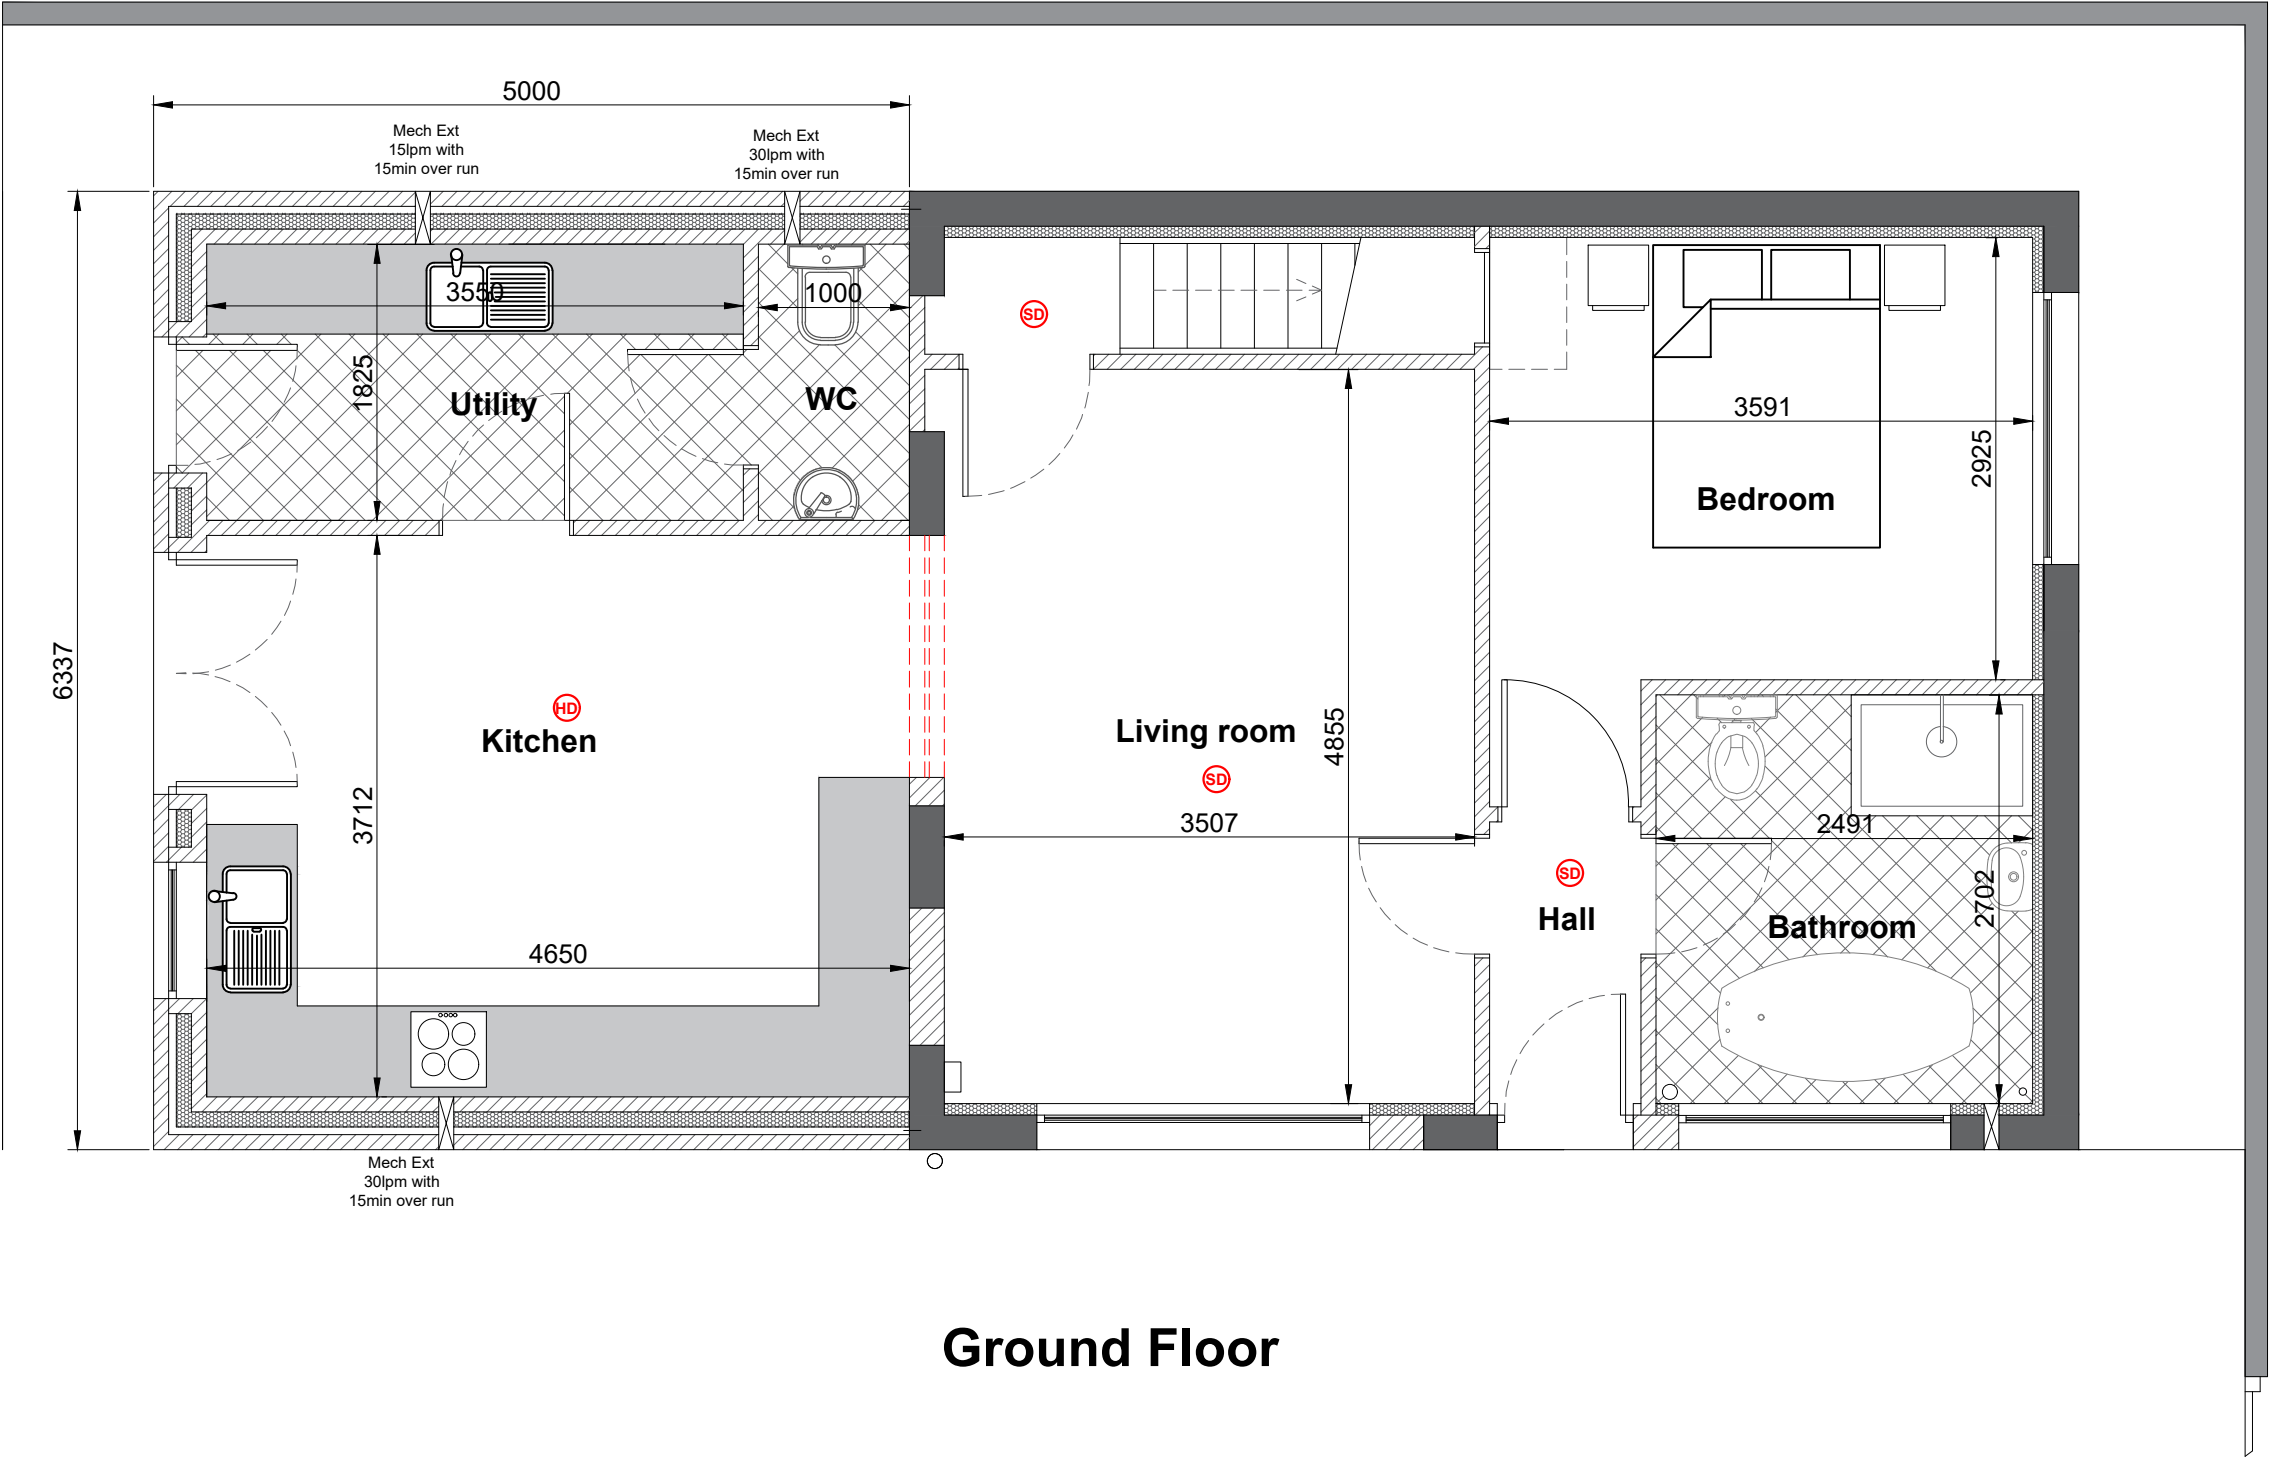 5000
Mech Ext
15lpm with
15min over run
Mech Ext
30lpm with
15min over run
3550
1000
SD
1825
Utility
WC
3591
2925
Bedroom
6337
HD
Kitchen
Living room
4855
SD
3712
3507
2491
SD
Hall
2702
Bathroom
4650
Mech Ext
30lpm with
15min over run
Ground Floor